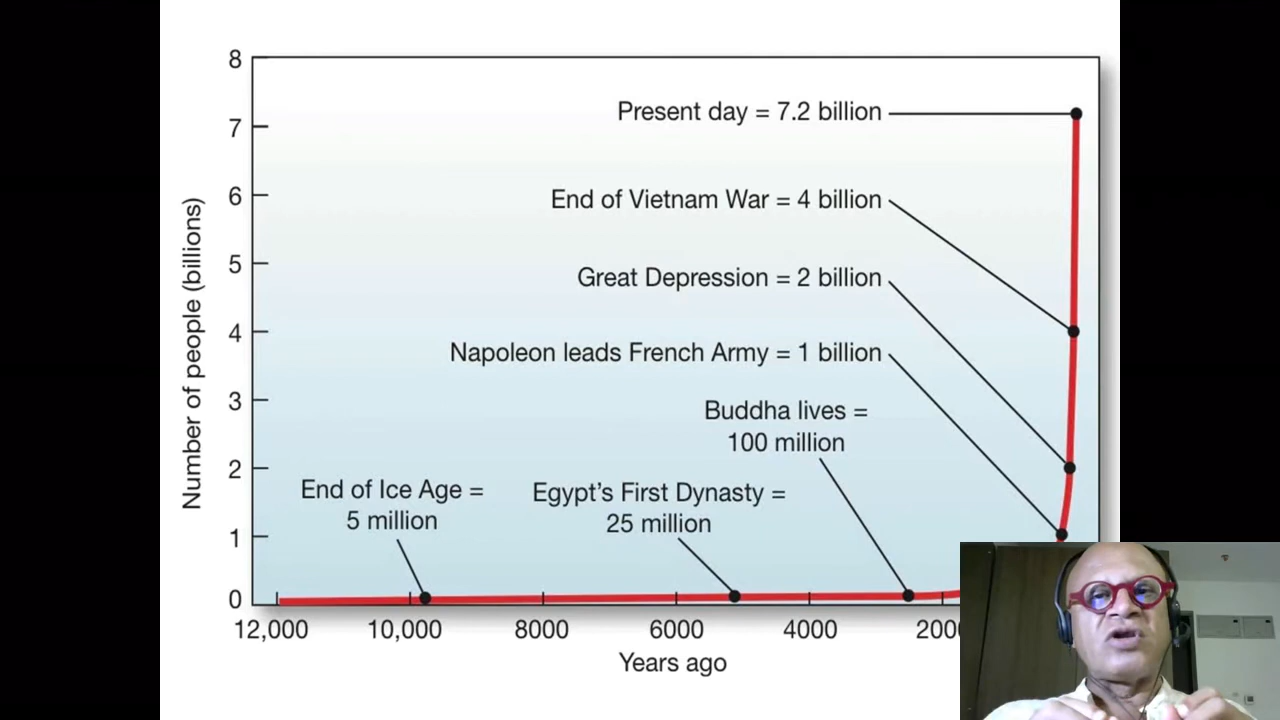 8
Present day = 7.2 billion
7
End of Vietnam War = 4 billion
6
5
Great Depression = 2 billion
4
Napoleon leads French Army = 1 billion
3
Buddha lives =
100 million
2
End of Ice Age =
5 million
Egypt’s First Dynasty =
25 million
1
0
Number of people (billions)
12,000 10,000 8000 6000 4000
Years ago